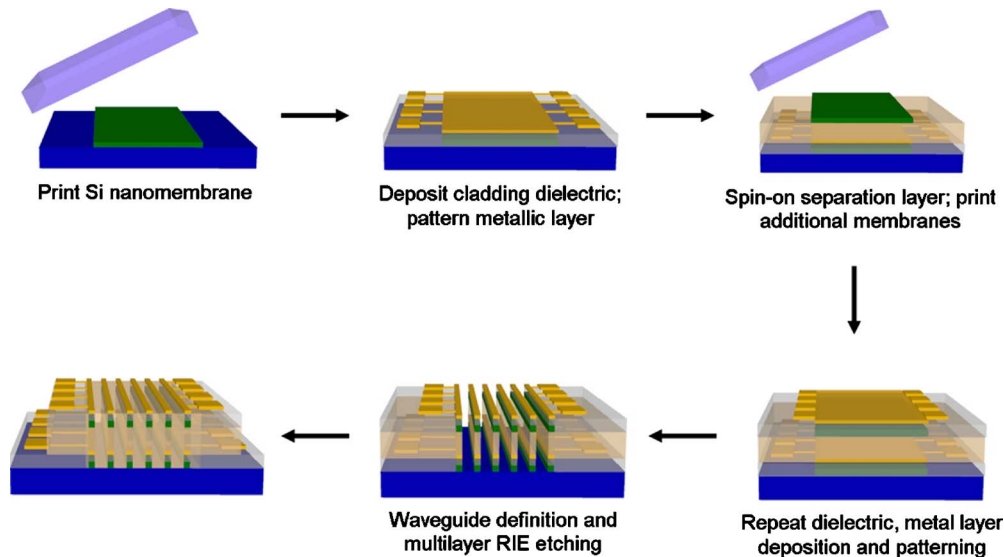 Print Si nanomembrane
Deposit cladding dielectric;
pattern metallic layer
Spin-on separation layer; print
additional membranes
Repeat dielectric, metal layer
deposition and patterning
Waveguide definition and
multilayer RIE etching